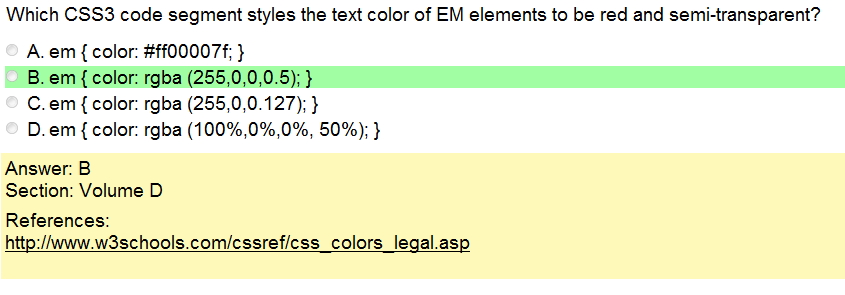 Which CSS3 code segment styles the text color of EM elements to be red and semi-transparent?
A. em { color: #ff00007f; }
B. em { color: rgba (255,0,0,0.5); }
C. em { color: rgba (255,0,0.127); }
D. em { color: rgba (100%,0%,0%, 50%); }
Answer: B
Section: Volume D
References:
http://www.w3schools.com/cssref/css_colors_legal.asp